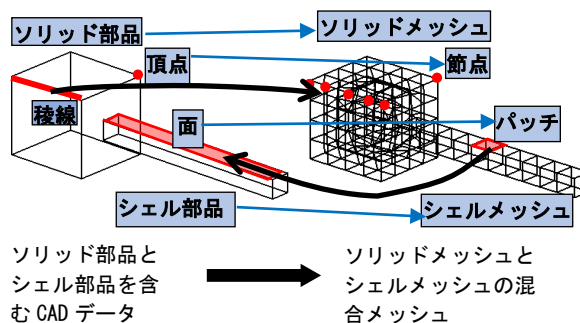 ソリッド部品
ソリッドメッシュ
頂点
節点
稜線
面
パッチ
シェル部品
シェルメッシュ
ソリッド部品と
シェル部品を含
む CAD データ
ソリッドメッシュと
シェルメッシュの混
合メッシュ